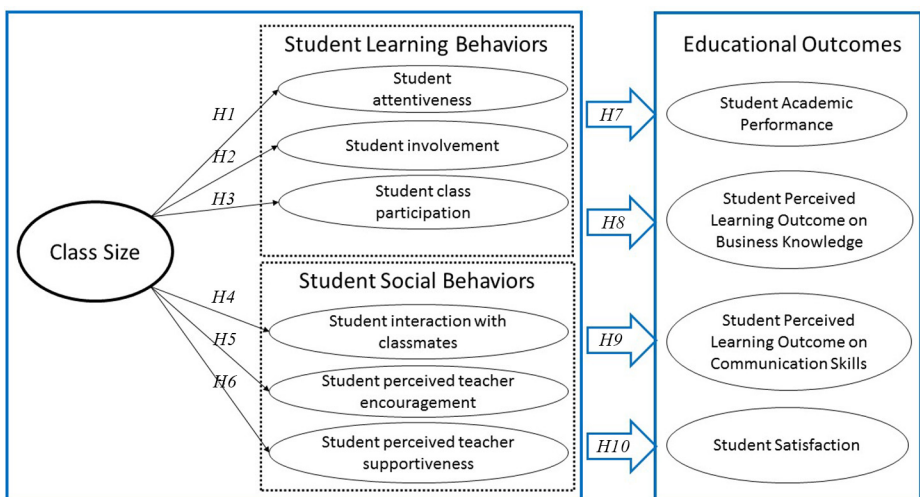 Student Learning Behaviors
Student
attentiveness
Student involvement
Student class
participation
H1
H2
H3
Class Size
Student Social Behaviors
Student interaction with
classmates
Student perceived teacher
encouragement
Student perceived teacher
supportiveness
H4
H5
H6
H7
H8
H9
H10
Educational Outcomes
Student Academic
Performance
Student Perceived
Learning Outcome on
Business Knowledge
Student Perceived
Learning Outcome on
Communication Skills
Student Satisfaction